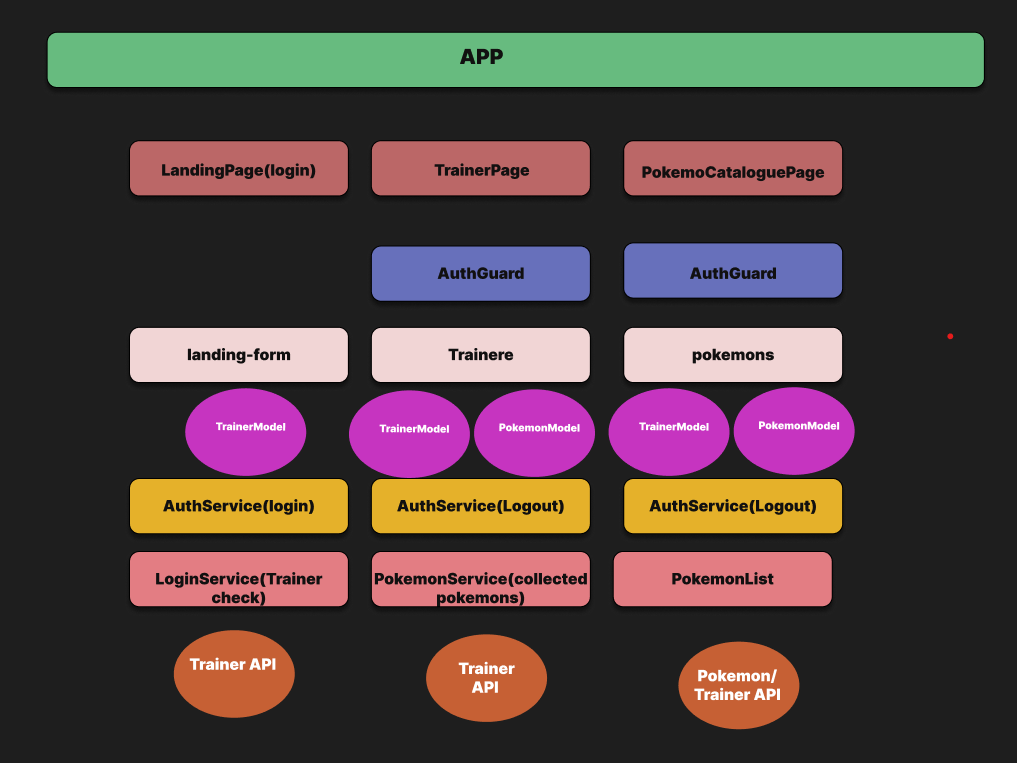 APP
LandingPage(login)
TrainerPage
PokemoCataloguePage
AuthGuard
AuthGuard
landing-form
Trainere
pokemons
TrainerModel
TrainerModel
PokemonModel
TrainerModel
PokemonModel
AuthService(login)
AuthService(Logout)
AuthService(Logout)
LoginService(Trainer
check)
PokemonService(collected
pokemons)
PokemonList
Trainer API
Trainer
API
Pokemon/
Trainer API